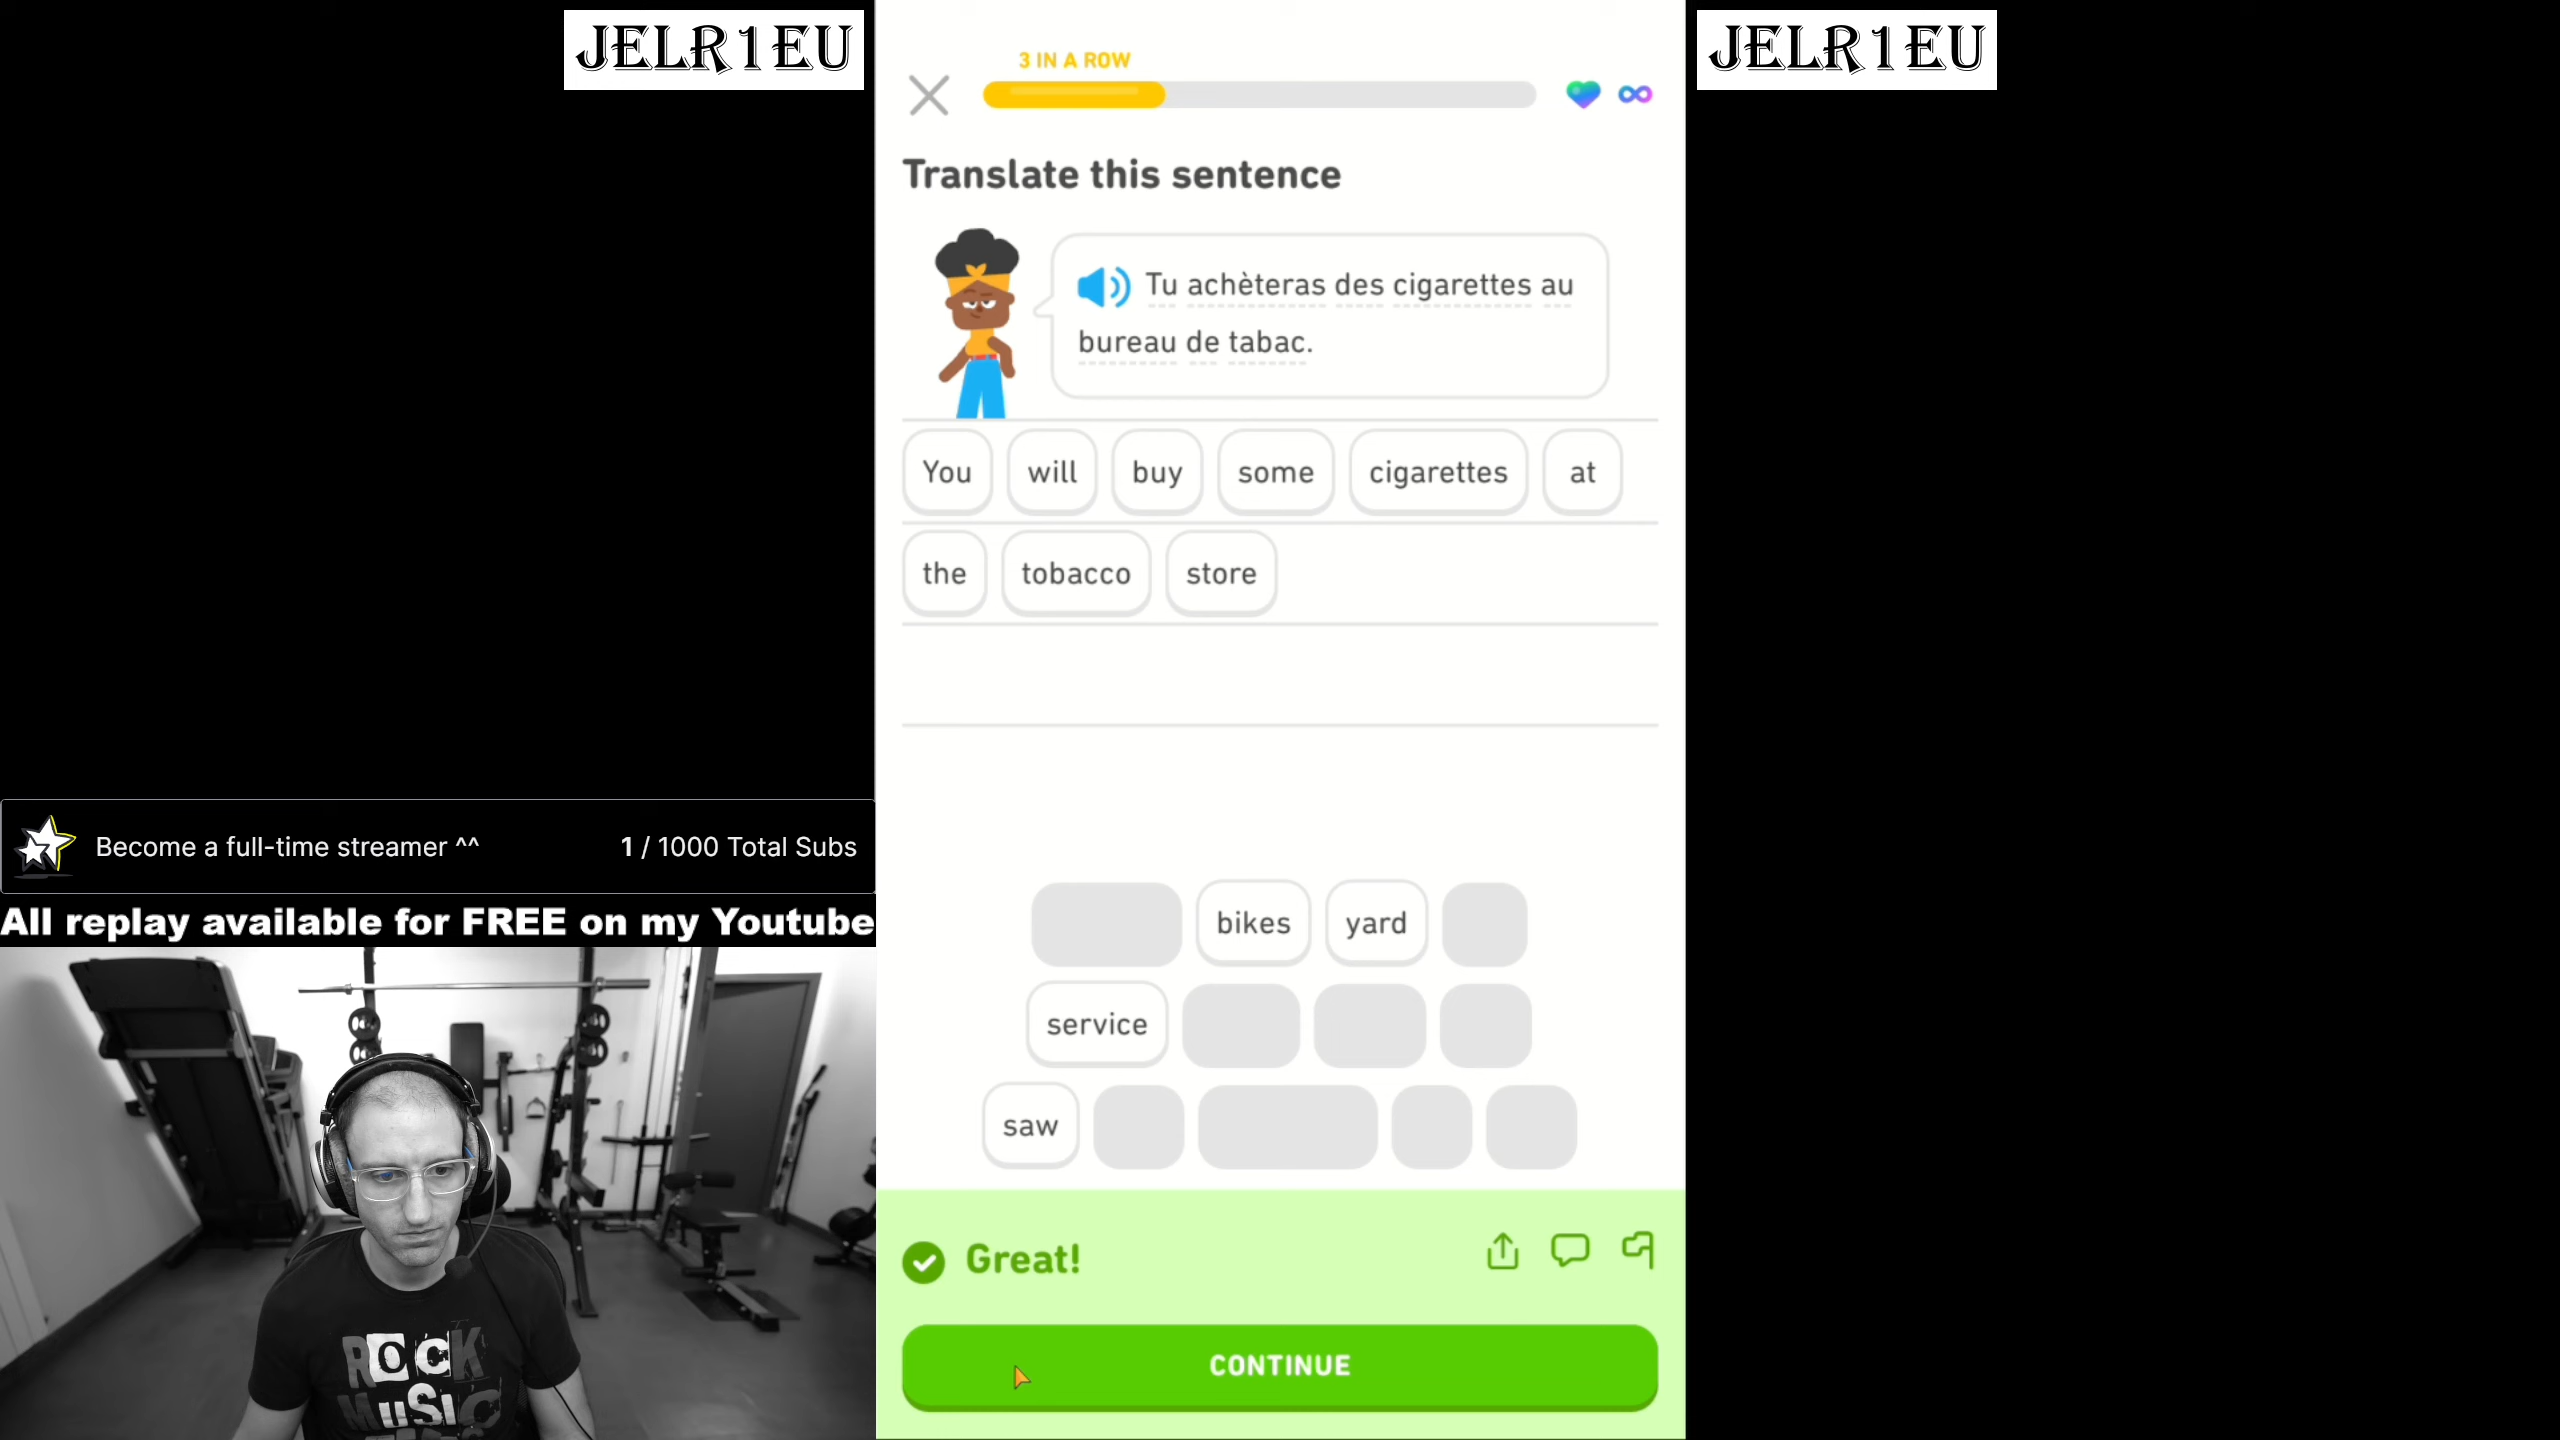 JELR1EU
JELR1EU
3 IN A ROW
Translate this sentence
Tu achèteras des cigarettes au
bureau de tabac.
You will buy some cigarettes at
the tobacco store
Become a full-time streamer ^^ 1 / 1000 Total Subs
All replay available for FREE on my Youtube
bikes yard
service
saw
Great!
CONTINUE
ROCK
MUSIC